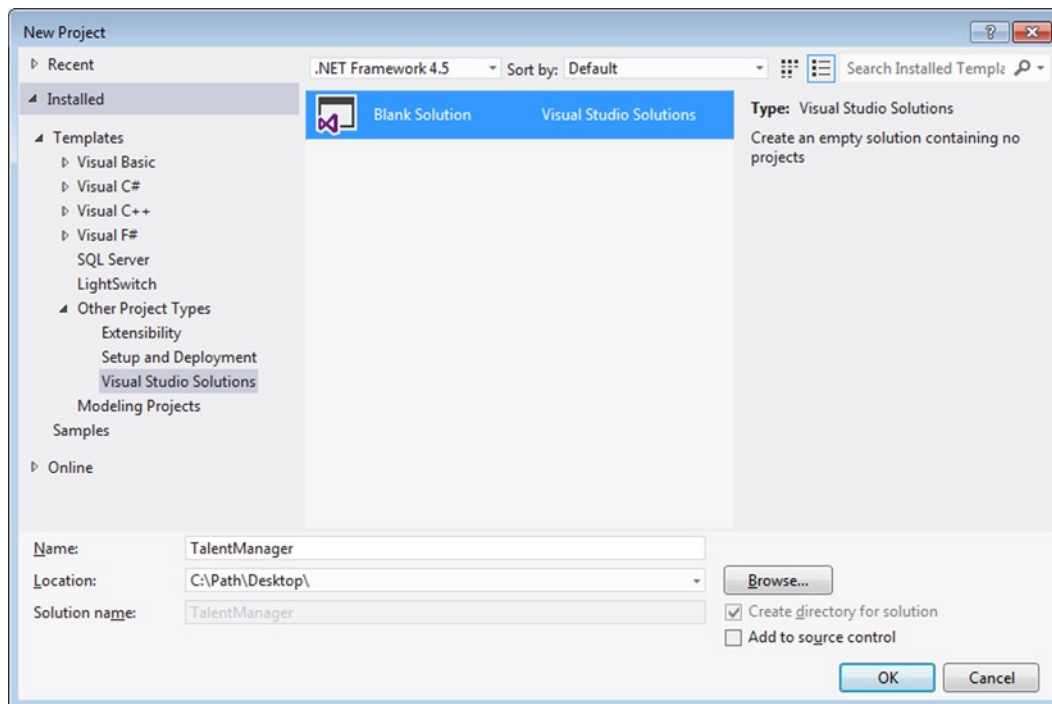 New Project
Recent
.NET Framework 4.5 Sort by: Default Search Installed Templa
Installed
Templates
Visual Basic
Visual C#
Visual C++
Visual F#
SQL Server
LightSwitch
Other Project Types
Extensibility
Setup and Deployment
Visual Studio Solutions
Modeling Projects
Samples
Online
Blank Solution Visual Studio Solutions
Type: Visual Studio Solutions
Create an empty solution containing no
projects
Name: TalentManager
Location: C:\Path\Desktop\ Browse...
Solution name: TalentManager Create directory for solution
Add to source control
OK Cancel